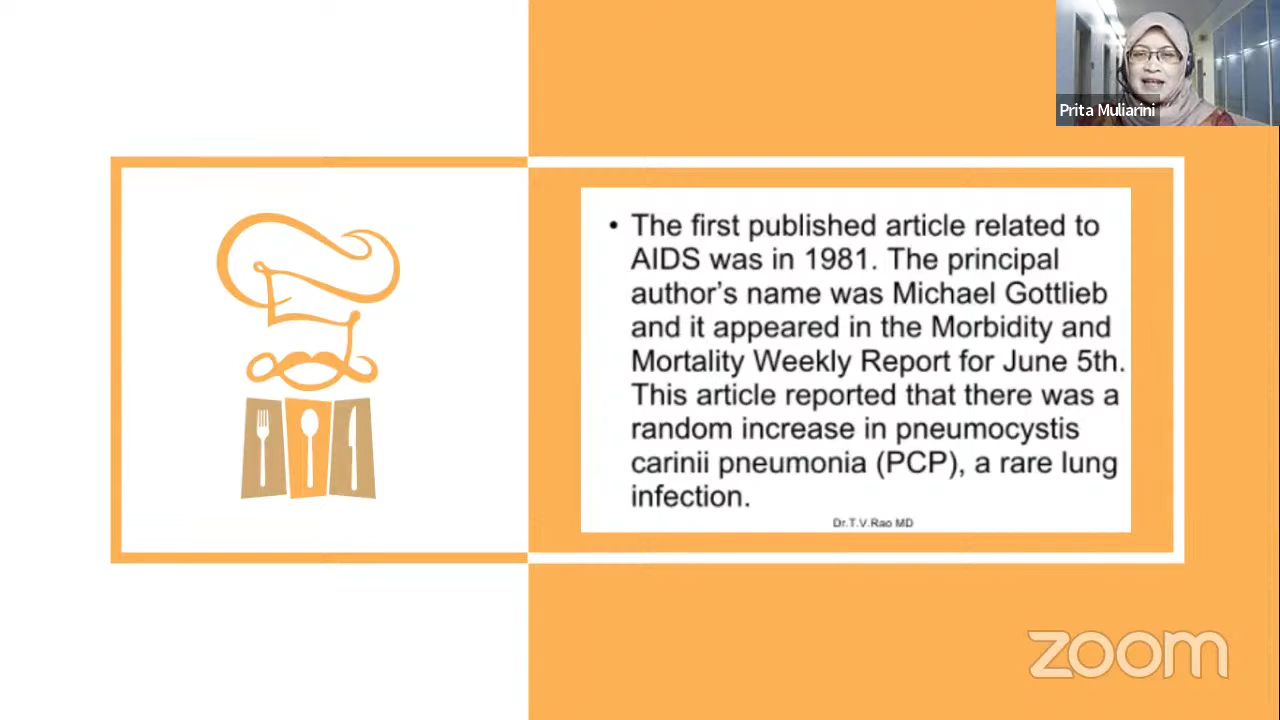 Prita Muliarini
• The first published article related to
AIDS was in 1981. The principal
author's name was Michael Gottlieb
and it appeared in the Morbidity and
Mortality Weekly Report for June 5th.
This article reported that there was a
random increase in pneumocystis
carinii pneumonia (PCP), a rare lung
infection.
Dr.T.V.Rao MD
zoom